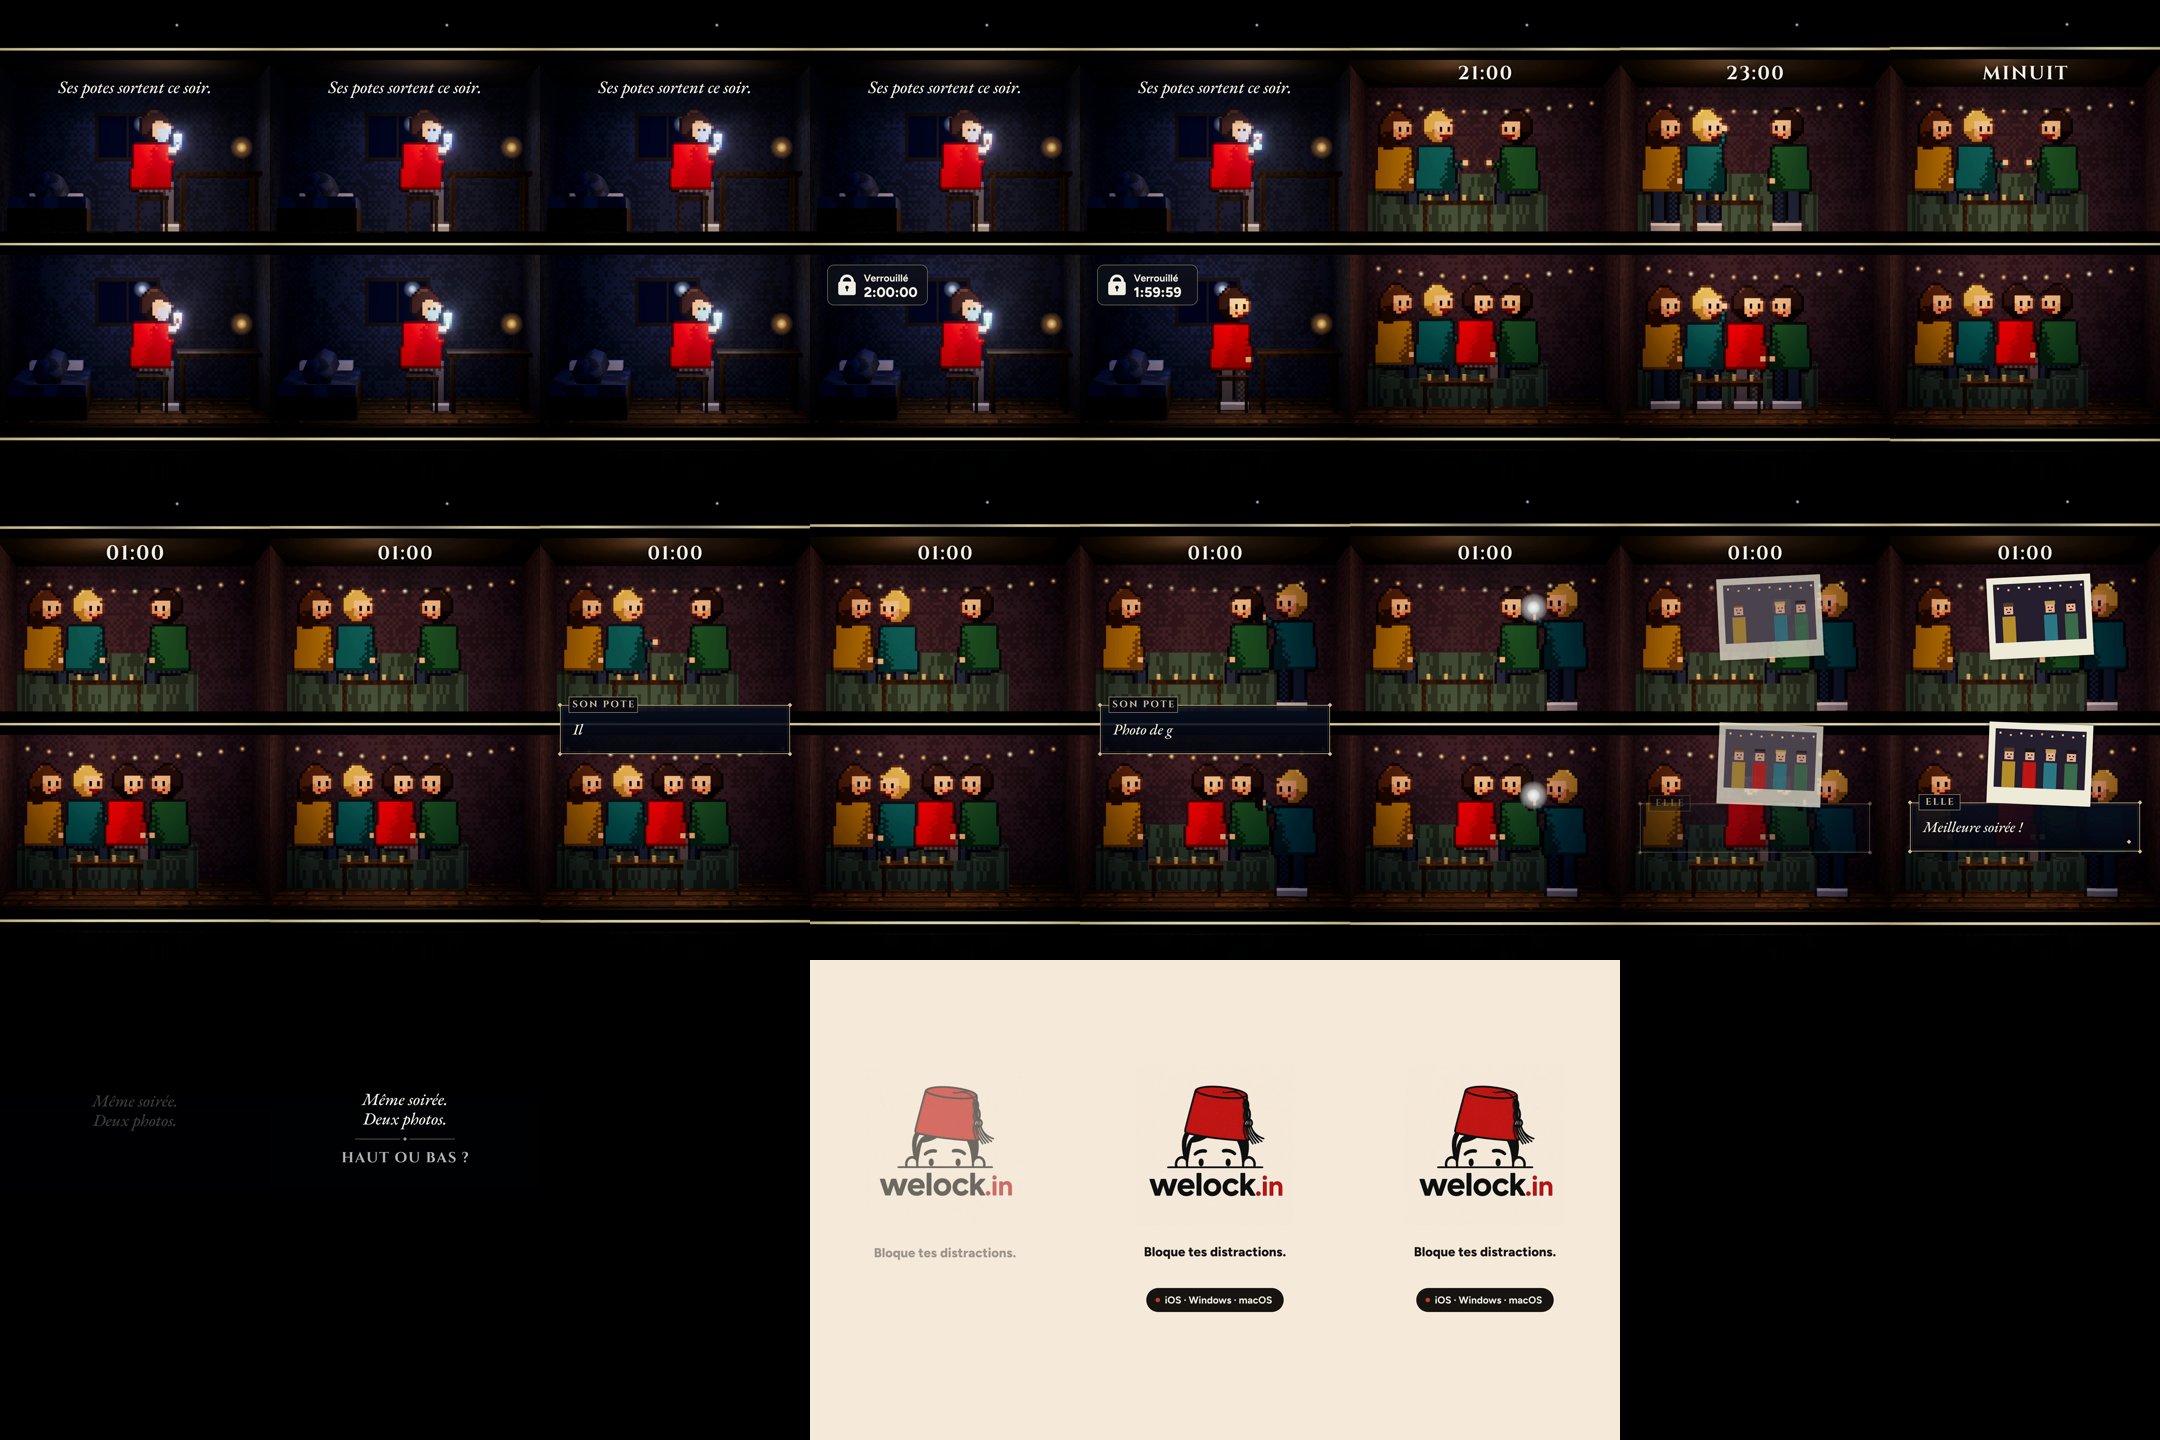 Ses potes sortent ce soir.
Ses potes sortent ce soir.
Ses potes sortent ce soir.
Ses potes sortent ce soir.
Ses potes sortent ce soir.
21:00
23:00
MINUIT
Verrouillé
2:00:00
Verrouillé
1:59:59
01:00
01:00
01:00
01:00
01:00
01:00
01:00
01:00
SON POTE
Il
SON POTE
Photo de g
ELLE
ELLE
Meilleure soirée !
Même soirée.
Deux photos.
Même soirée.
Deux photos.
HAUT OU BAS ?
welock.in
Bloque tes distractions.
welock.in
Bloque tes distractions.
iOS · Windows · macOS
welock.in
Bloque tes distractions.
iOS · Windows · macOS